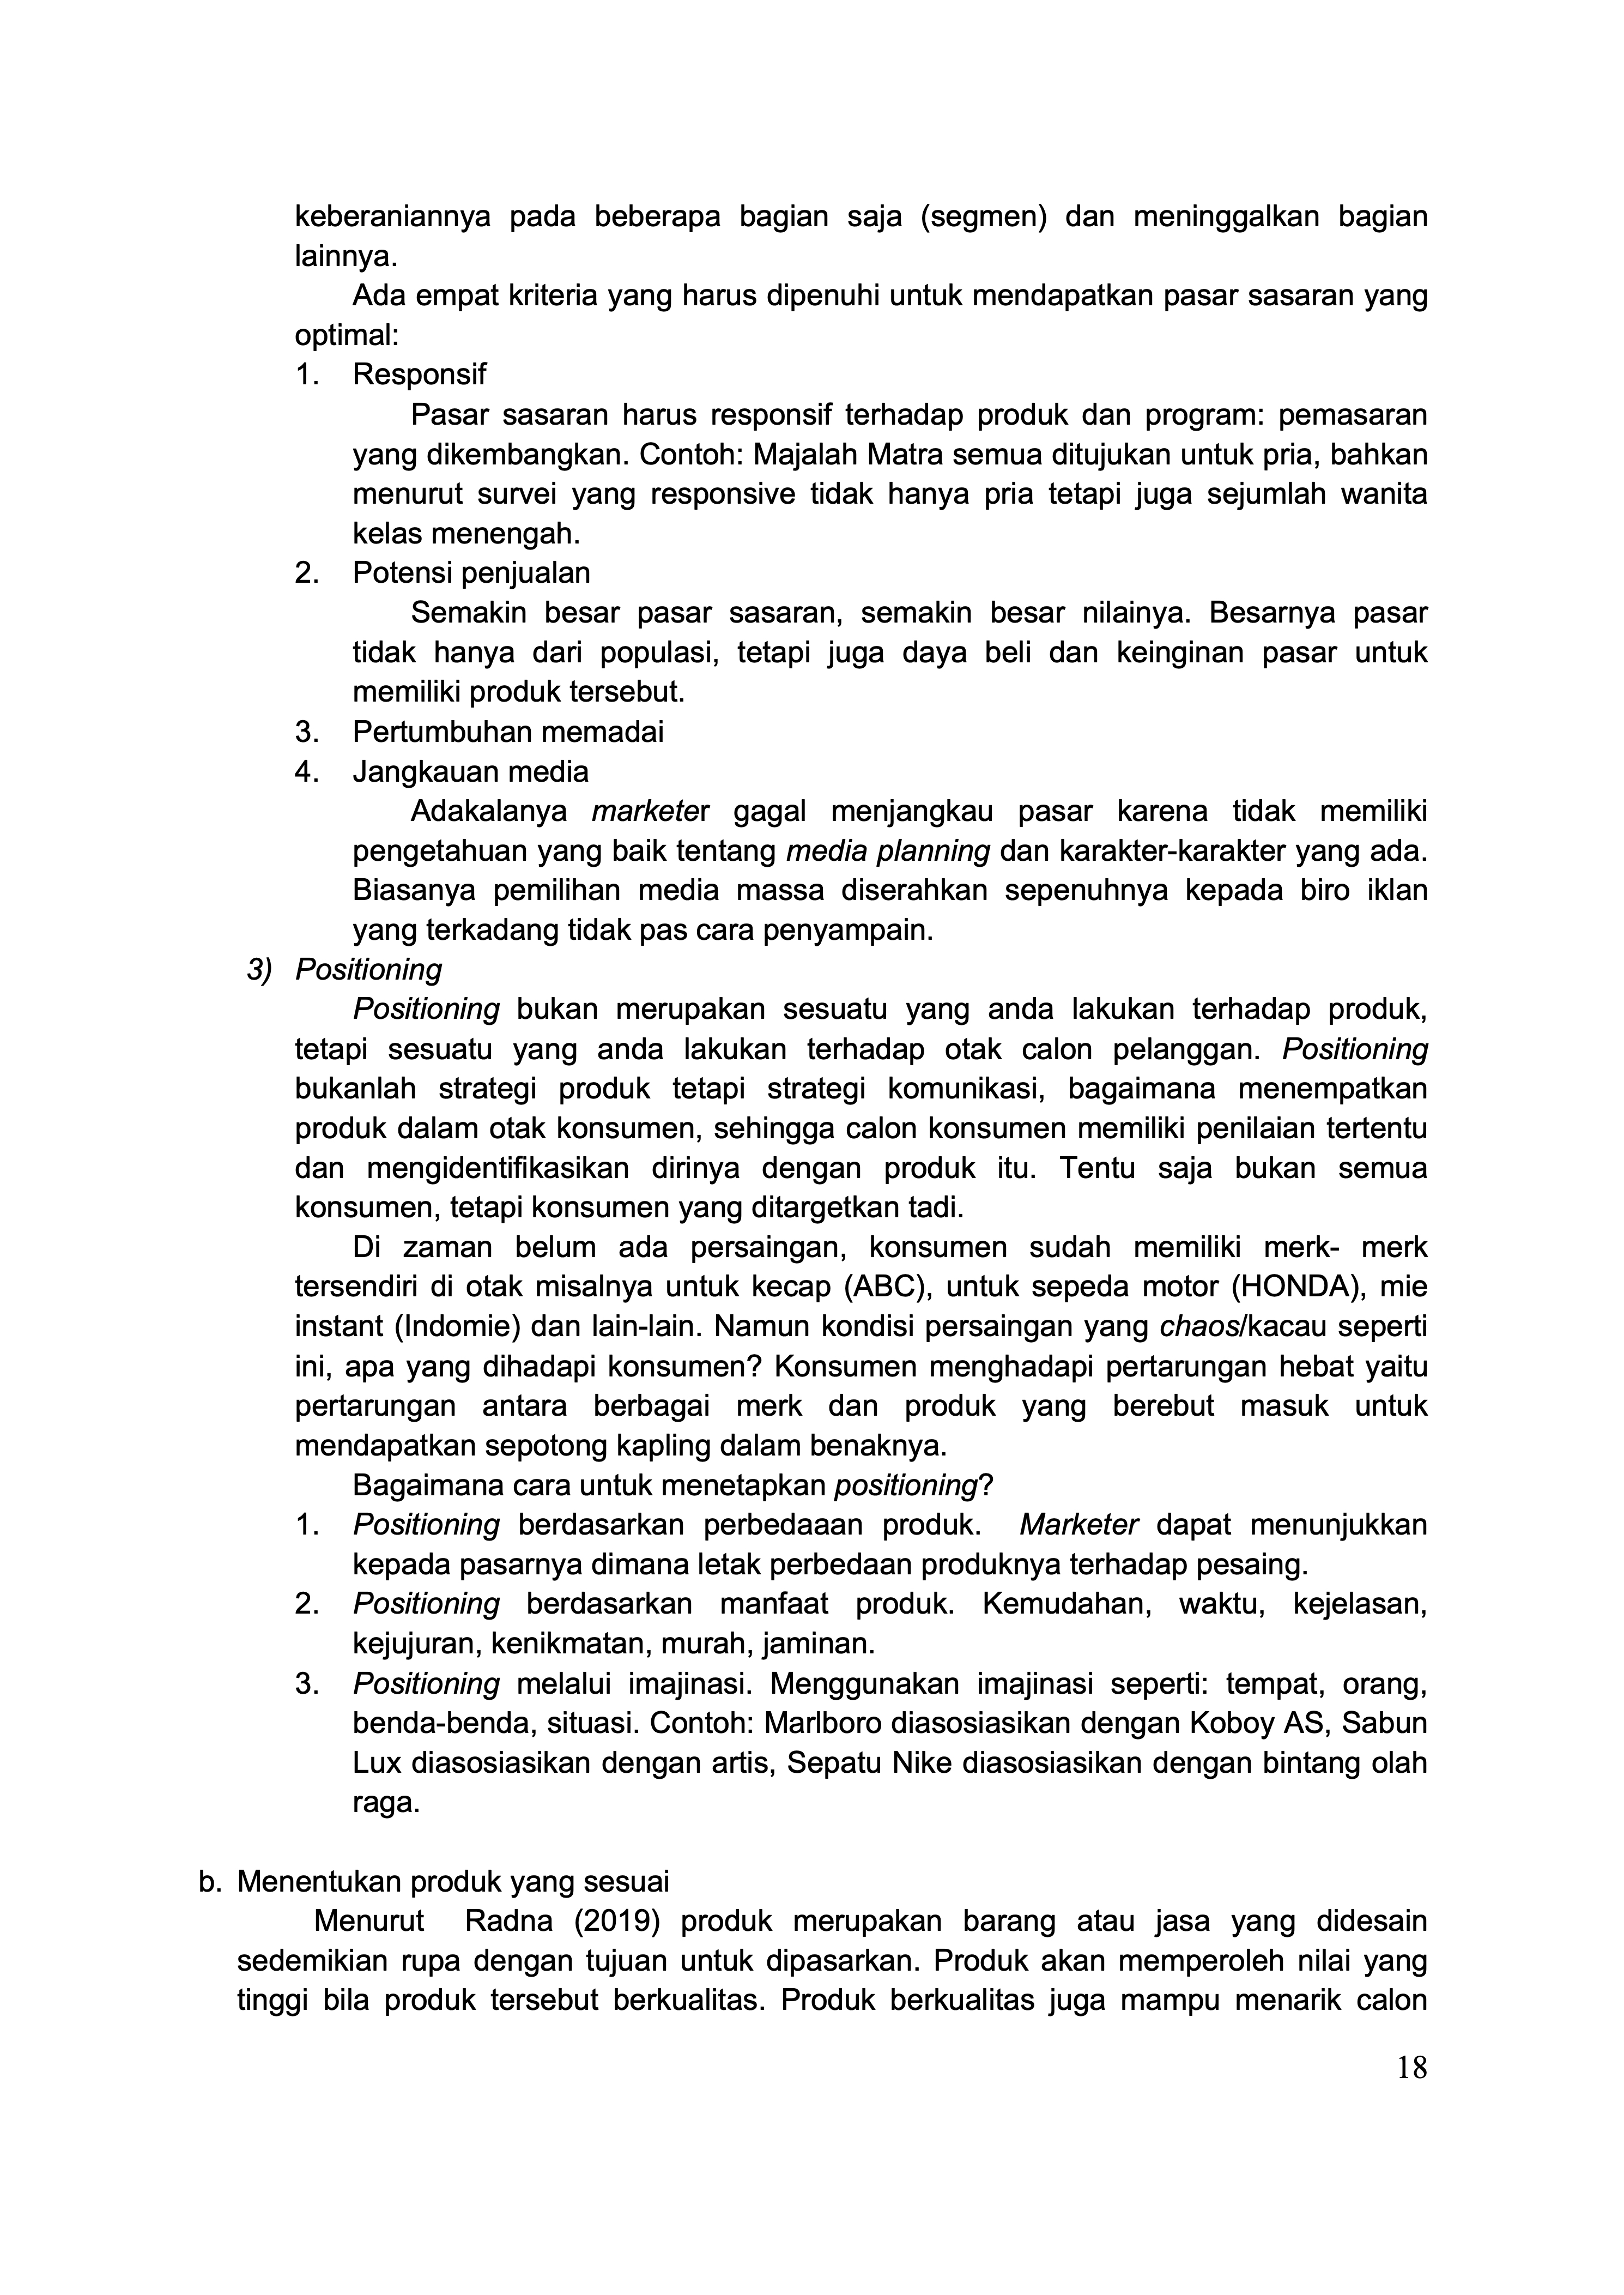 keberaniannya pada beberapa bagian saja (segmen) dan meninggalkan bagian
lainnya.
Ada empat kriteria yang harus dipenuhi untuk mendapatkan pasar sasaran yang
optimal:
1. Responsif
Pasar sasaran harus responsif terhadap produk dan program: pemasaran
yang dikembangkan. Contoh: Majalah Matra semua ditujukan untuk pria, bahkan
menurut survei yang responsive tidak hanya pria tetapi juga sejumlah wanita
kelas menengah.
2. Potensi penjualan
Semakin besar pasar sasaran, semakin besar nilainya. Besarnya pasar
tidak hanya dari populasi, tetapi juga daya beli dan keinginan pasar untuk
memiliki produk tersebut.
3. Pertumbuhan memadai
4. Jangkauan media
Adakalanya marketer gagal menjangkau pasar karena tidak memiliki
pengetahuan yang baik tentang media planning dan karakter-karakter yang ada.
Biasanya pemilihan media massa diserahkan sepenuhnya kepada biro iklan
yang terkadang tidak pas cara penyampain.
3) Positioning
Positioning bukan merupakan sesuatu yang anda lakukan terhadap produk,
tetapi sesuatu yang anda lakukan terhadap otak calon pelanggan. Positioning
bukanlah strategi produk tetapi strategi komunikasi, bagaimana menempatkan
produk dalam otak konsumen, sehingga calon konsumen memiliki penilaian tertentu
dan mengidentifikasikan dirinya dengan produk itu. Tentu saja bukan semua
konsumen, tetapi konsumen yang ditargetkan tadi.
Di zaman belum ada persaingan, konsumen sudah memiliki merk- merk
tersendiri di otak misalnya untuk kecap (ABC), untuk sepeda motor (HONDA), mie
instant (Indomie) dan lain-lain. Namun kondisi persaingan yang chaos/kacau seperti
ini, apa yang dihadapi konsumen? Konsumen menghadapi pertarungan hebat yaitu
pertarungan antara berbagai merk dan produk yang berebut masuk untuk
mendapatkan sepotong kapling dalam benaknya.
Bagaimana cara untuk menetapkan positioning?
1. Positioning berdasarkan perbedaaan produk. Marketer dapat menunjukkan
kepada pasarnya dimana letak perbedaan produknya terhadap pesaing.
2. Positioning berdasarkan manfaat produk. Kemudahan, waktu, kejelasan,
kejujuran, kenikmatan, murah, jaminan.
3. Positioning melalui imajinasi. Menggunakan imajinasi seperti: tempat, orang,
benda-benda, situasi. Contoh: Marlboro diasosiasikan dengan Koboy AS, Sabun
Lux diasosiasikan dengan artis, Sepatu Nike diasosiasikan dengan bintang olah
raga.
b. Menentukan produk yang sesuai
Menurut Radna (2019) produk merupakan barang atau jasa yang didesain
sedemikian rupa dengan tujuan untuk dipasarkan. Produk akan memperoleh nilai yang
tinggi bila produk tersebut berkualitas. Produk berkualitas juga mampu menarik calon
18